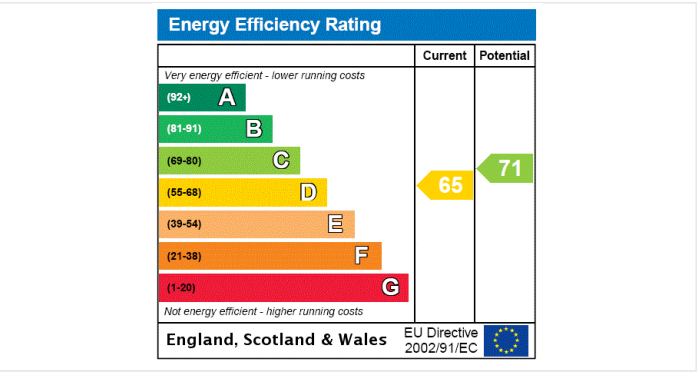 Energy Efficiency Rating
Current Potential
Very energy efficient - lower running costs
(92+) A
(81-91) B
(69-80) C
(55-68) D
(39-54) E
(21-38) F
(1-20) G
65
71
Not energy efficient - higher running costs
England, Scotland & Wales
EU Directive
2002/91/EC